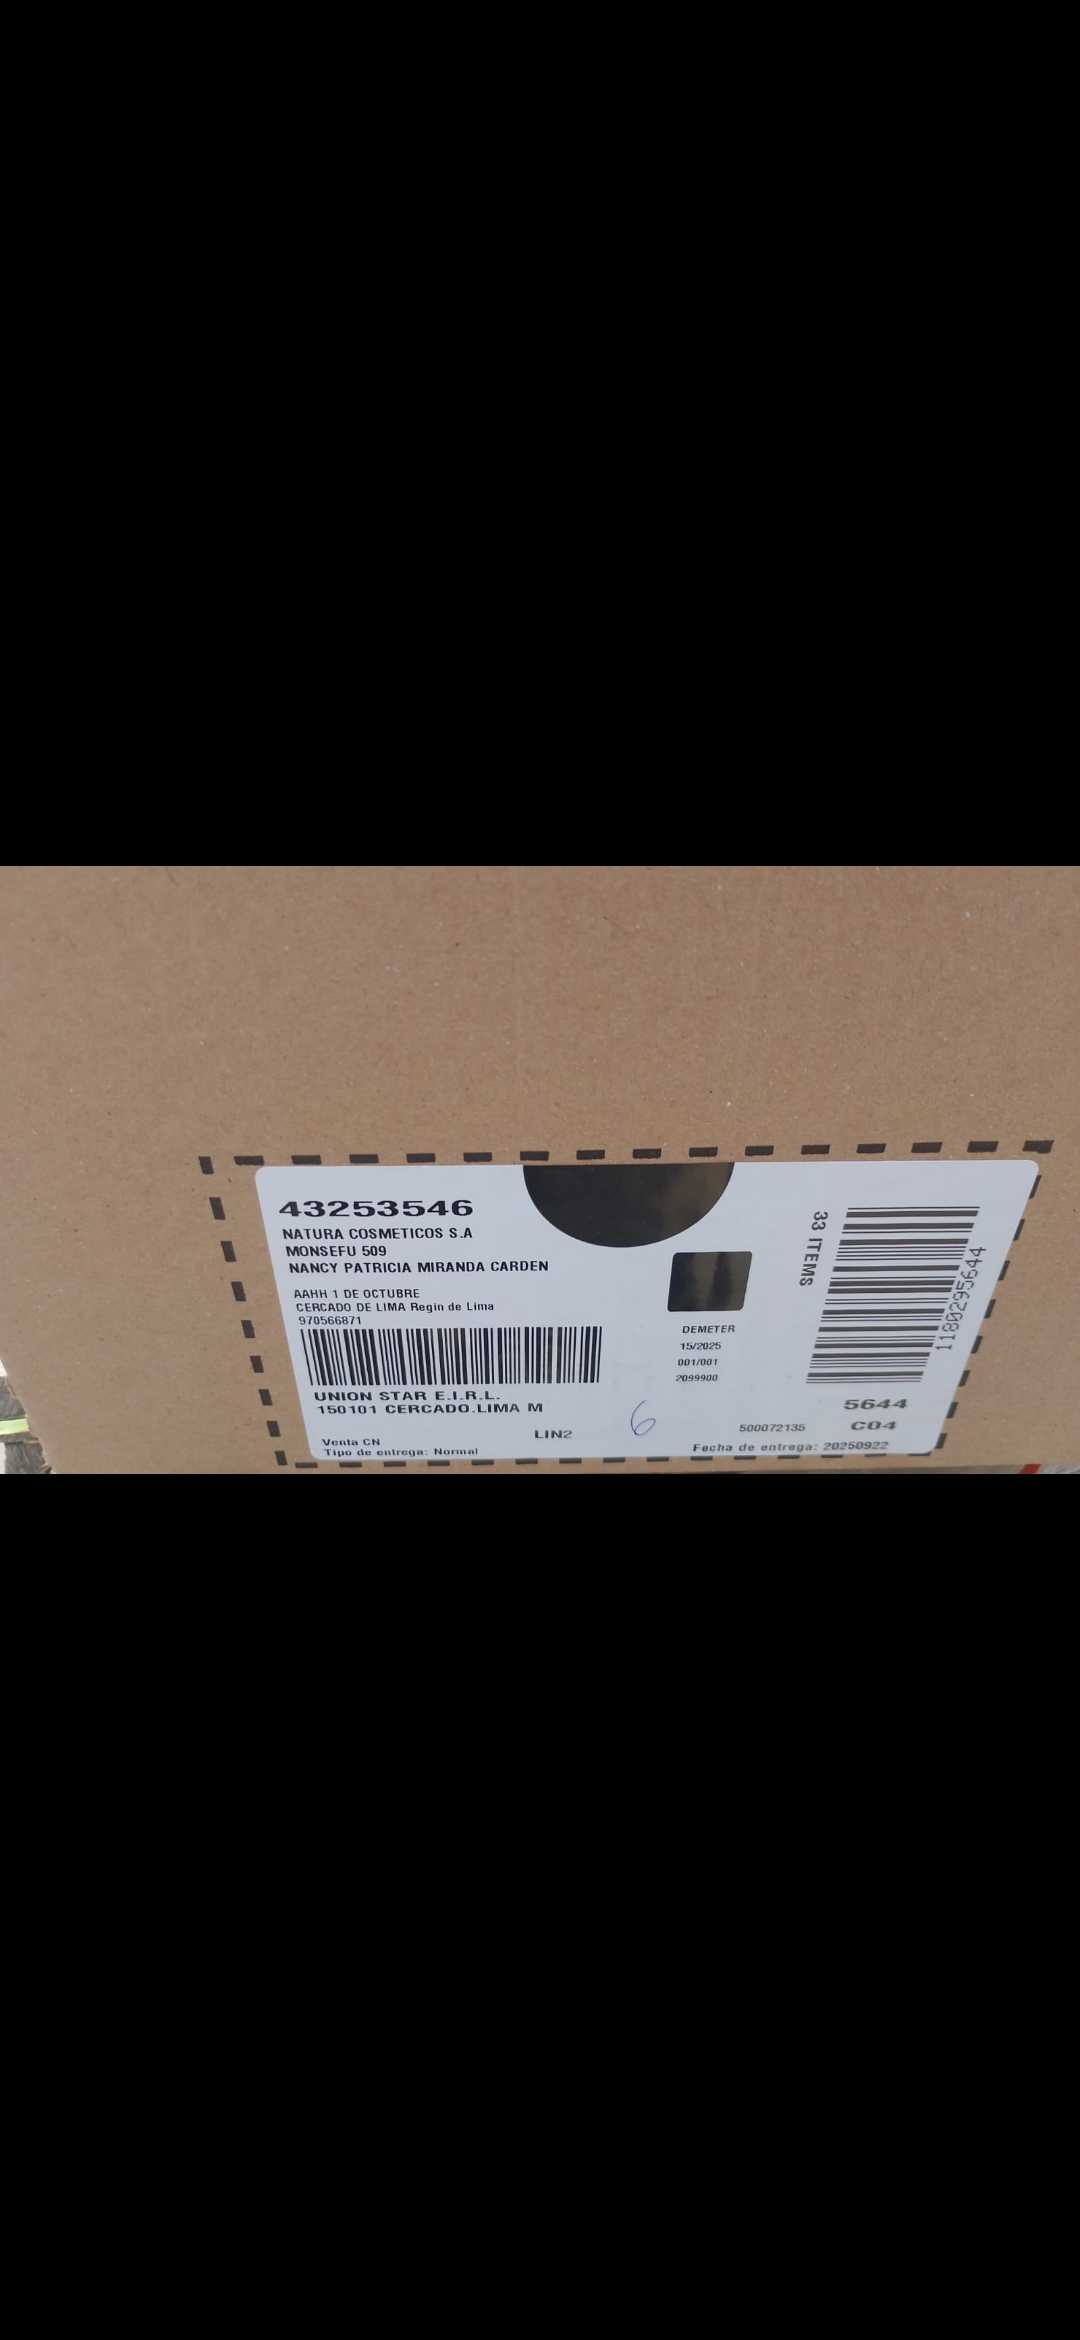 43253546
NATURA COSMETICOS S.A
MONSEFU 509
NANCY PATRICIA MIRANDA CARDEN
AAHH 1 DE OCTUBRE
CERCADO DE LIMA Regin de Lima
970566871
UNION STAR E.I.R.L.
150101 CERCADO.LIMA M
LIN2
Venta CN
Tipo de entrega: Normal
6
DEMETER
15/2025
001/001
2099900
33 ITEMS
1180295644
5644
500072135 C04
Fecha de entrega: 20250922